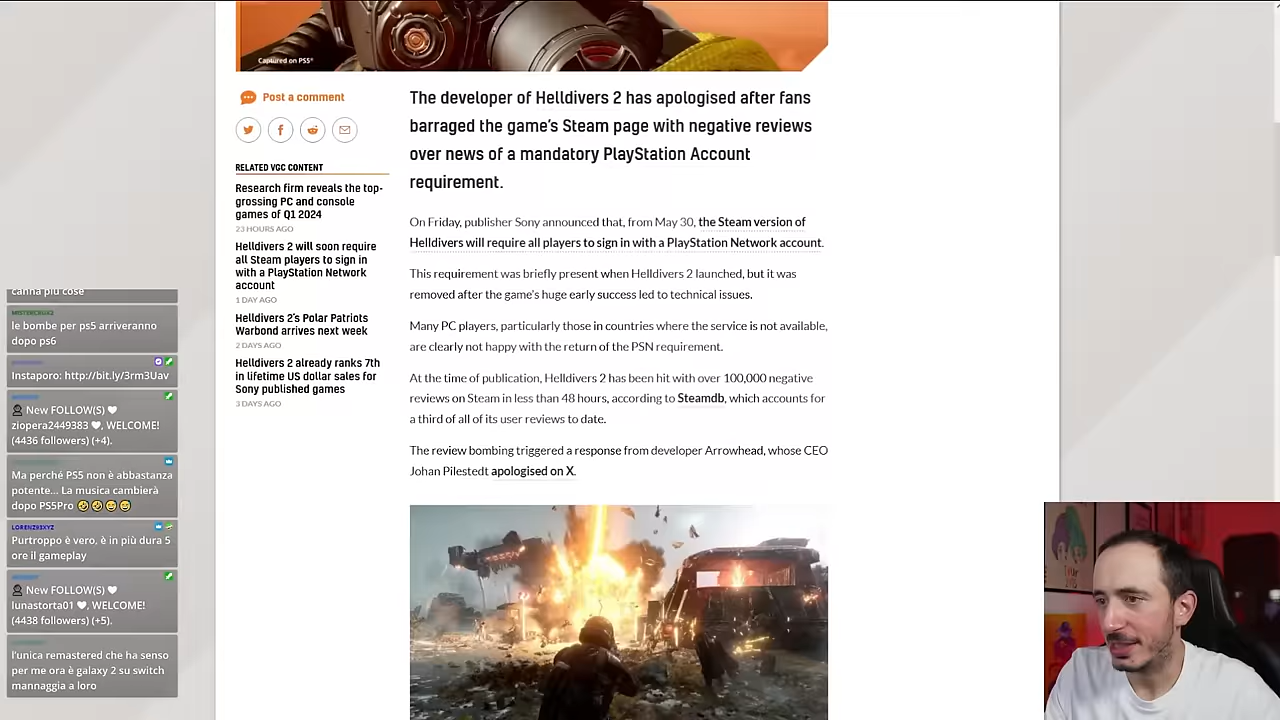 Captured on PS5®
Post a comment
RELATED VGC CONTENT
Research firm reveals the top-
grossing PC and console
games of Q1 2024
23 HOURS AGO
Helldivers 2 will soon require
all Steam players to sign in
with a PlayStation Network
account
1 DAY AGO
Helldivers 2's Polar Patriots
Warbond arrives next week
2 DAYS AGO
Helldivers 2 already ranks 7th
in lifetime US dollar sales for
Sony published games
3 DAYS AGO
The developer of Helldivers 2 has apologised after fans
barraged the game's Steam page with negative reviews
over news of a mandatory PlayStation Account
requirement.
On Friday, publisher Sony announced that, from May 30, the Steam version of
Helldivers will require all players to sign in with a PlayStation Network account.
This requirement was briefly present when Helldivers 2 launched, but it was
removed after the game's huge early success led to technical issues.
Many PC players, particularly those in countries where the service is not available,
are clearly not happy with the return of the PSN requirement.
At the time of publication, Helldivers 2 has been hit with over 100,000 negative
reviews on Steam in less than 48 hours, according to Steamdb, which accounts for
a third of all of its user reviews to date.
The review bombing triggered a response from developer Arrowhead, whose CEO
Johan Pilestedt apologised on X.
canna più cose
le bombe per ps5 arriveranno
dopo ps6
Instaporo: http://bit.ly/3rm3Uav
New FOLLOW(S)
ziopera2449383 , WELCOME!
(4436 followers) (+4).
Ma perché PS5 non è abbastanza
potente... La musica cambierà
dopo PS5Pro
LORENZ93XYZ
Purtroppo è vero, è in più dura 5
ore il gameplay
New FOLLOW(S)
lunastorta01 , WELCOME!
(4438 followers) (+5).
l'unica remastered che ha senso
per me ora è galaxy 2 su switch
mannaggia a loro